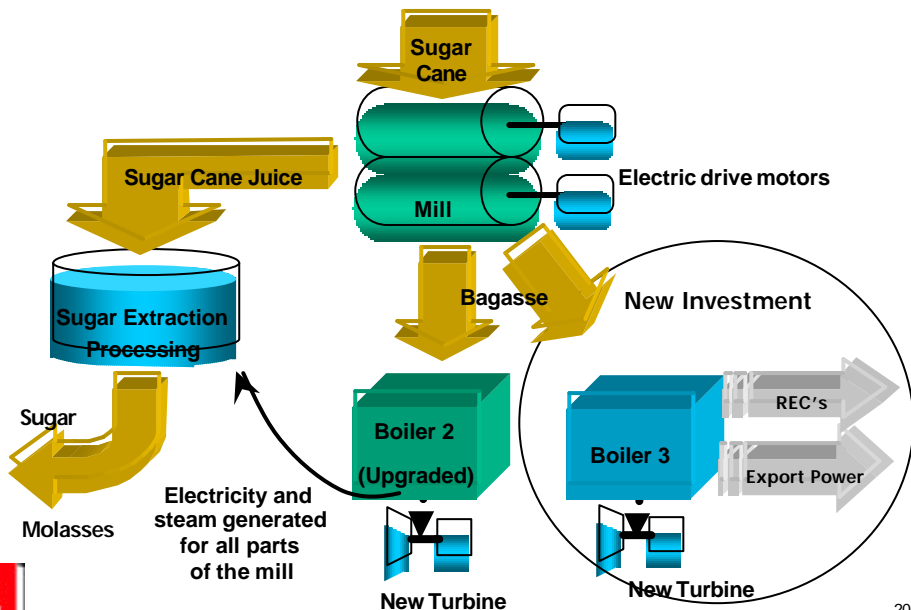 Sugar
Cane
Sugar Cane Juice
Electric drive motors
Mill
Bagasse
New Investment
Sugar Extraction
Processing
REC's
Sugar
Boiler 2
(Upgraded)
Boiler 3
Export Power
Electricity and
steam generated
for all parts
of the mill
Molasses
New Turbine
New Turbine
20